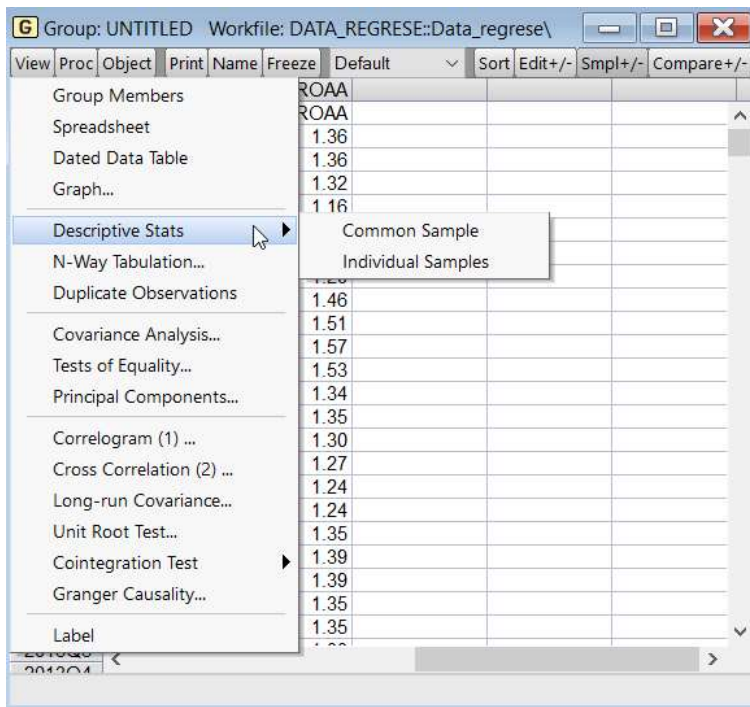 G Group: UNTITLED Workfile: DATA_REGRESE::Data_regrese\
View Proc Object Print Name Freeze Default Sort Edit+/- Smpl+/- Compare+/-
Group Members ROAA
ROAA
Spreadsheet 1.36
Dated Data Table 1.36
Graph... 1.32
1.16
Descriptive Stats Common Sample
N-Way Tabulation... Individual Samples
Duplicate Observations 1.46
1.51
Covariance Analysis... 1.57
Tests of Equality... 1.53
Principal Components... 1.34
1.35
Correlogram (1) ... 1.30
Cross Correlation (2) ... 1.27
1.24
Long-run Covariance... 1.24
Unit Root Test... 1.35
Cointegration Test 1.39
1.39
Granger Causality... 1.35
Label 1.35